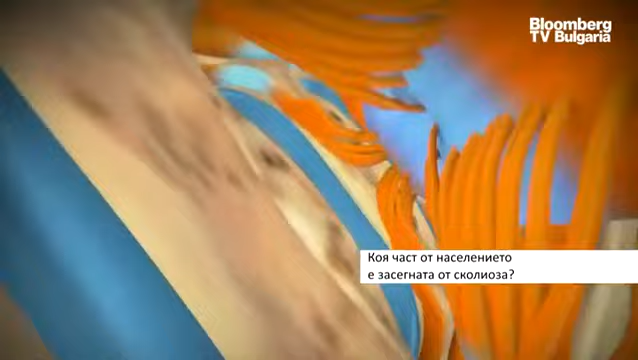 Bloomberg
TV Bulgaria
Коя част от населението
е засегната от сколиоза?